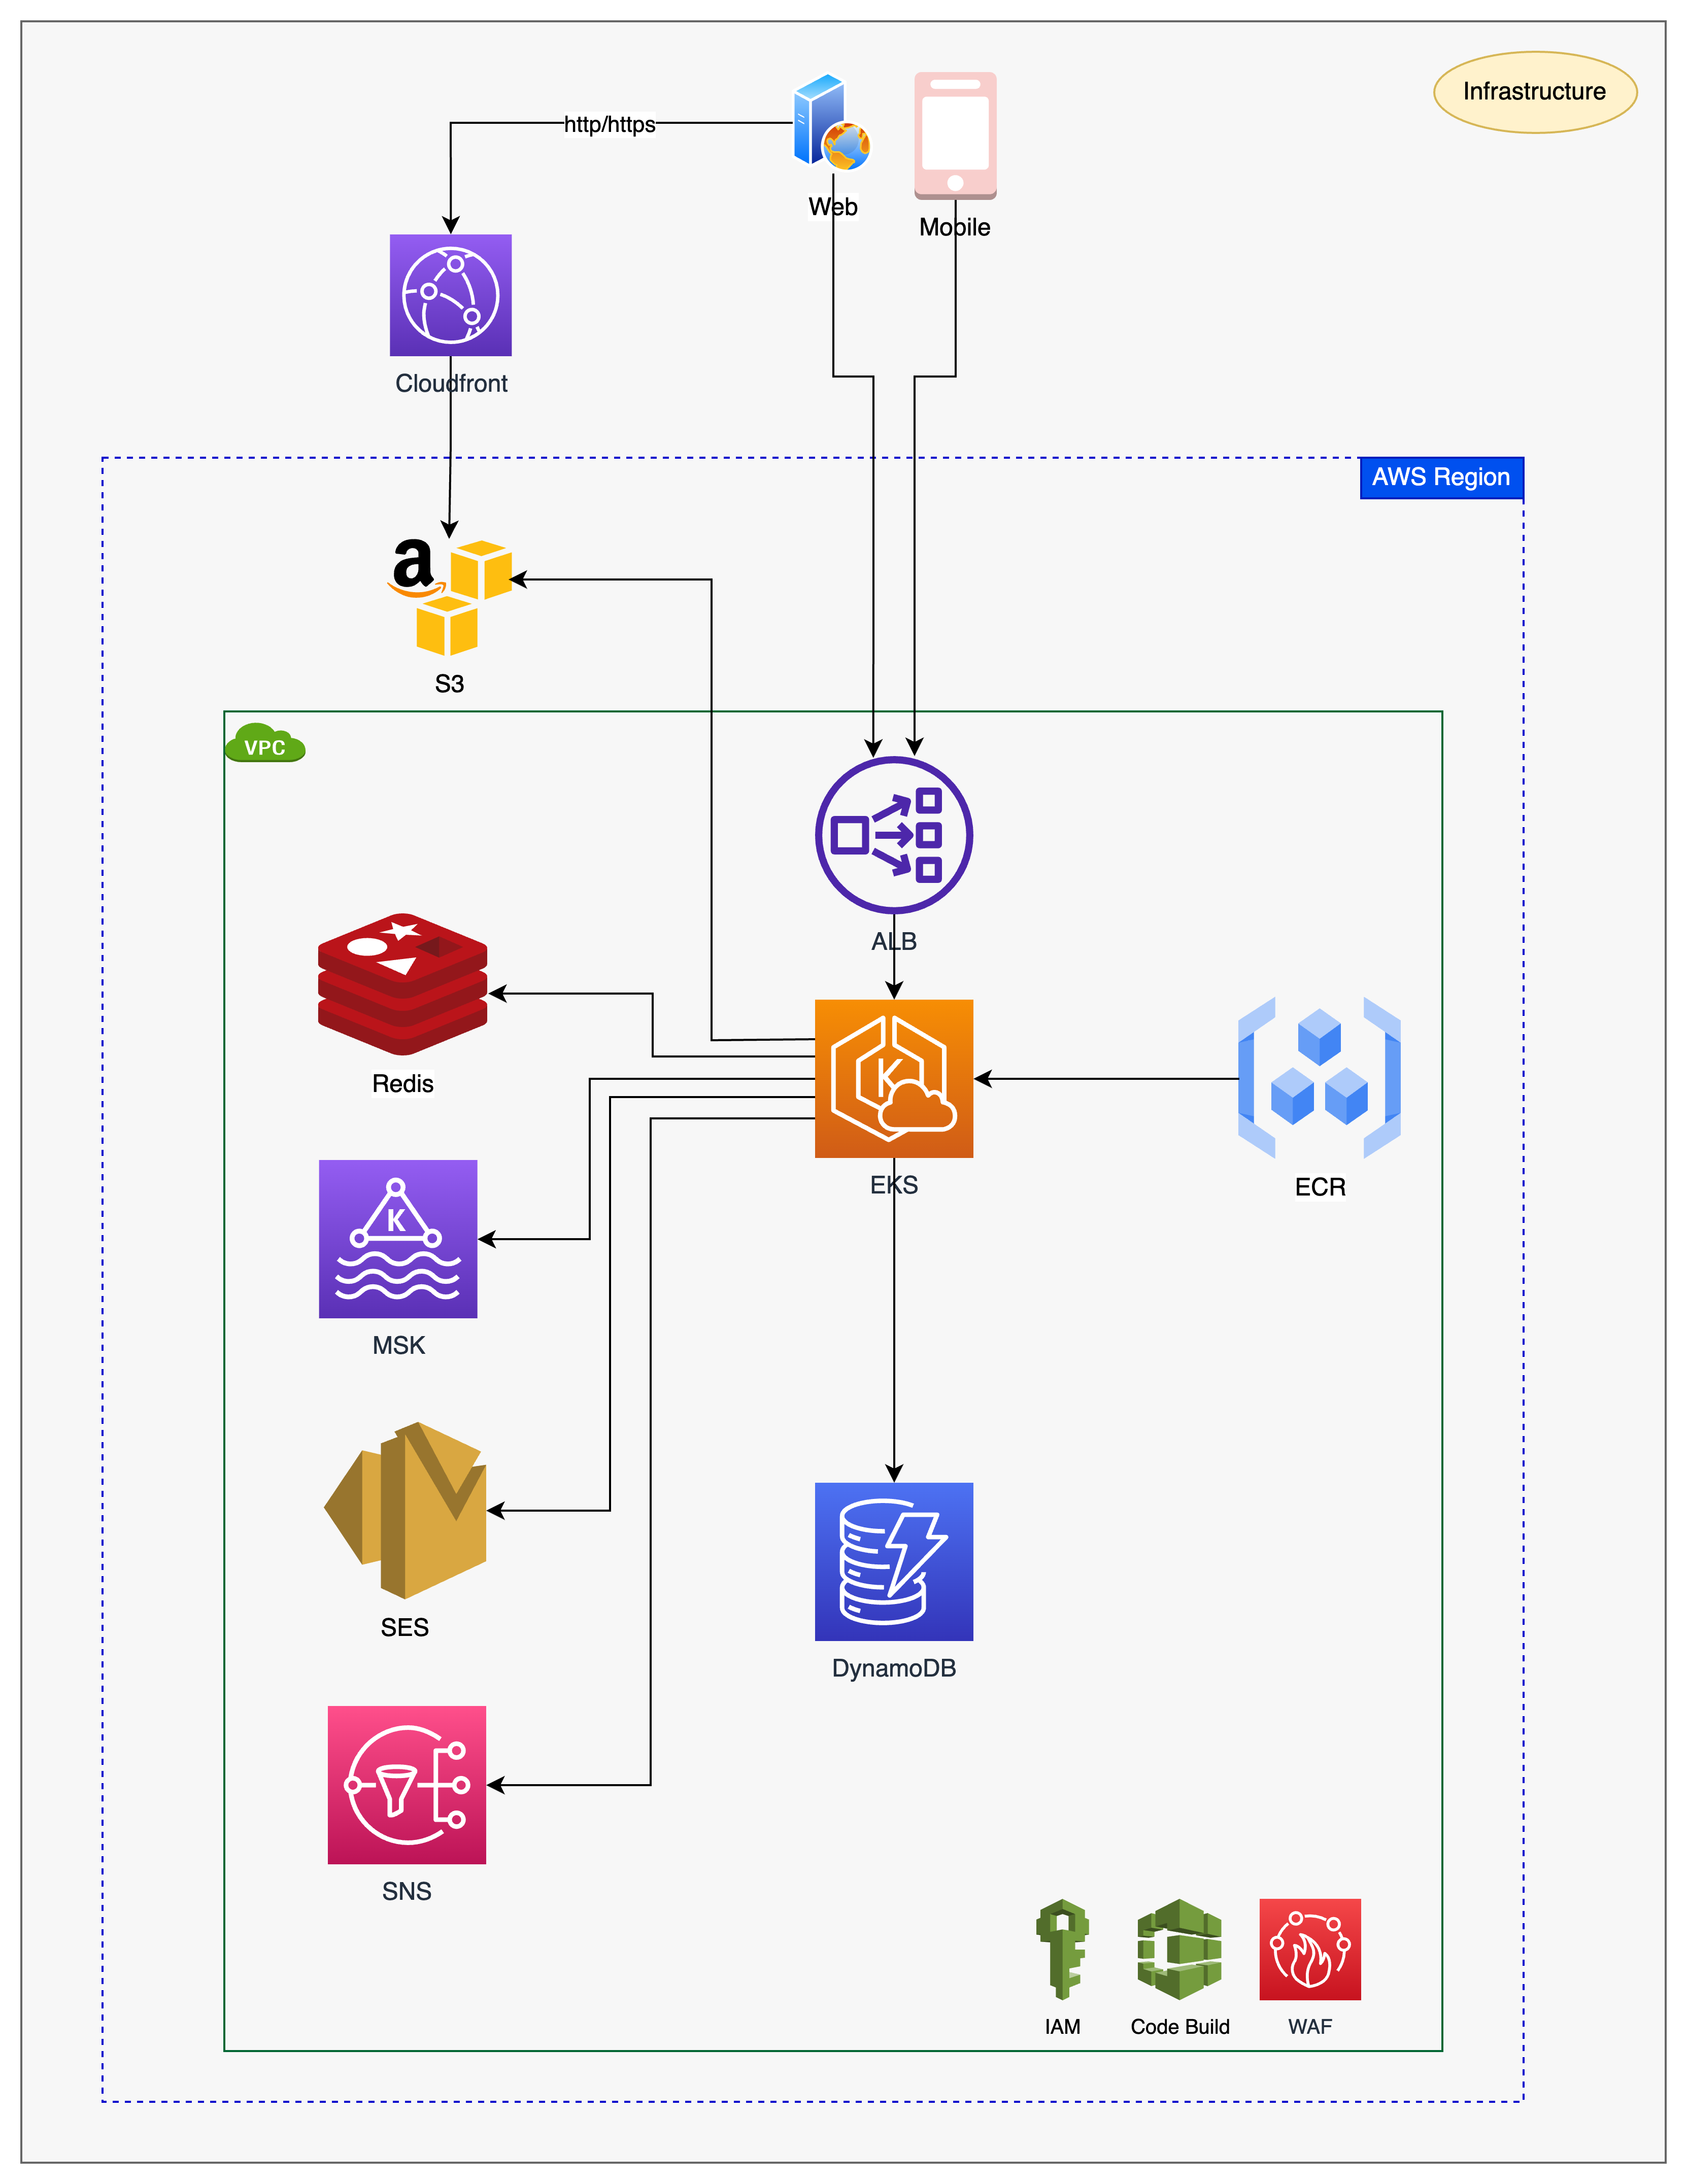 Infrastructure
http/https
Web
Mobile
Cloudfront
AWS Region
a
S3
VPC
ALB
Redis
K
EKS
ECR
K
MSK
SES
DynamoDB
SNS
IAM
Code Build
WAF